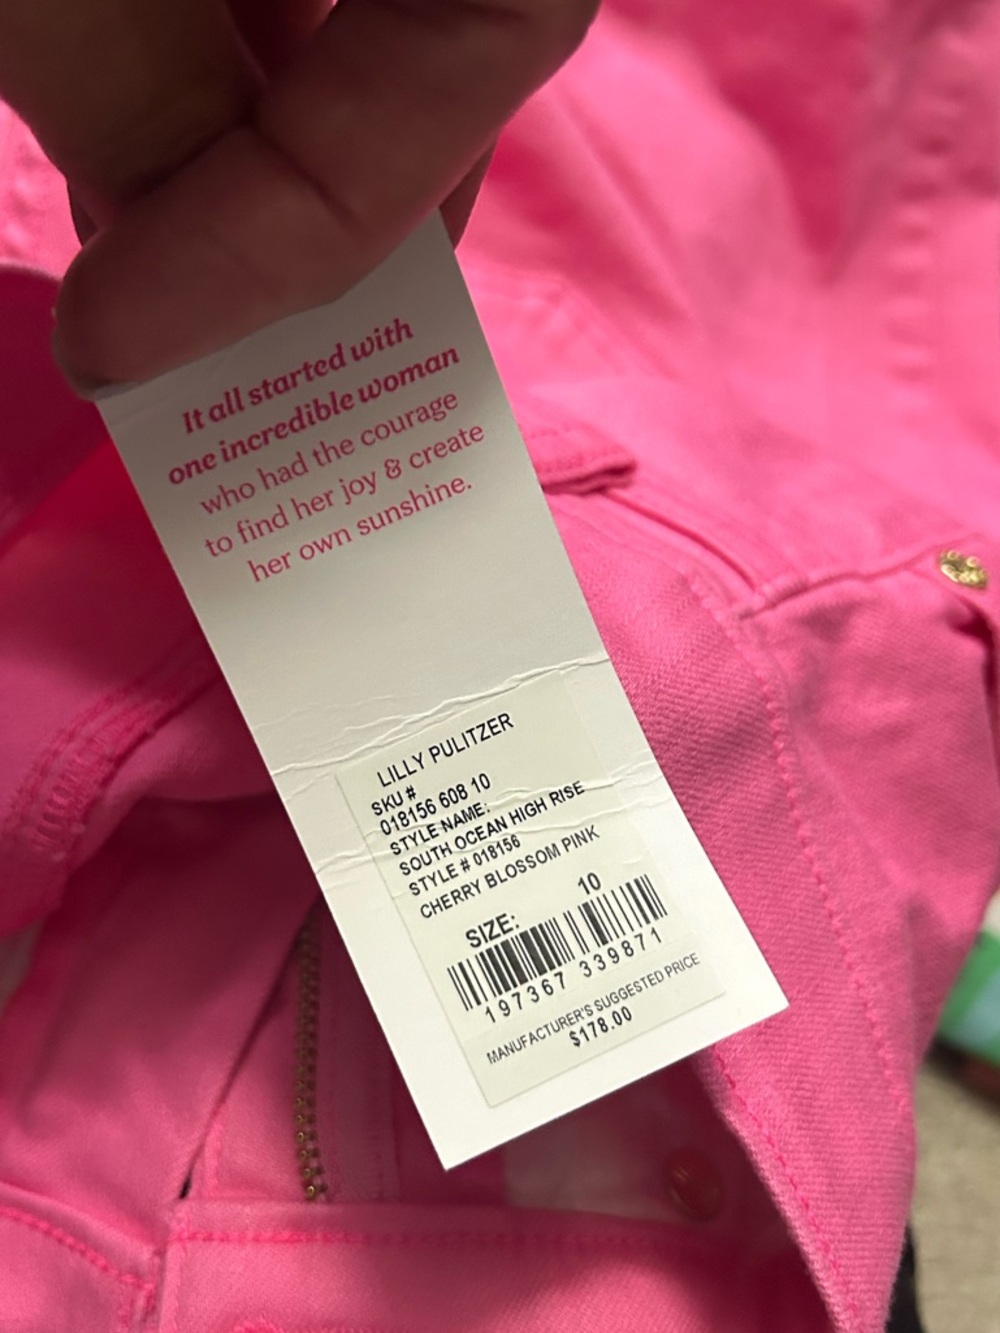 It all started with
one incredible woman
who had the courage
to find her joy & create
her own sunshine.
LILLY PULITZER
SKU #
018156 608 10
STYLE NAME:
SOUTH OCEAN HIGH RISE
STYLE # 018156
CHERRY BLOSSOM PINK
SIZE: 10
197367 339871
MANUFACTURER'S SUGGESTED PRICE
$178.00